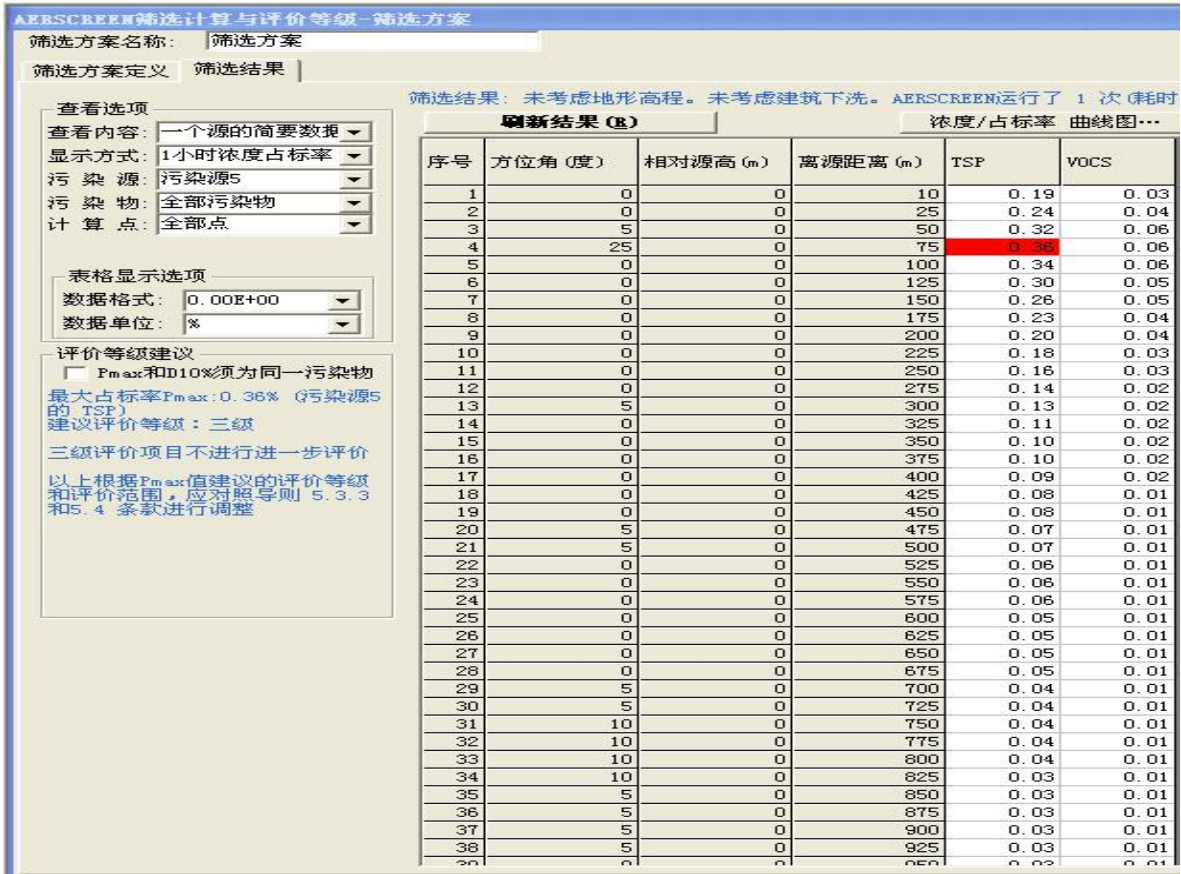 AERSCREEN筛选计算与评价等级-筛选方案
筛选方案名称: 筛选方案
筛选方案定义 筛选结果
查看选项
查看内容: 一个源的简要数据
显示方式: 1小时浓度占标率
污 染 源: 污染源5
污 染 物: 全部污染物
计 算 点: 全部点
表格显示选项
数据格式: 0.00E+00
数据单位: %
评价等级建议
Pmax和D10%须为同一污染物
最大占标率Pmax:0.36% (污染源5
的 TSP)
建议评价等级: 三级
三级评价项目不进行进一步评价
以上根据Pmax值建议的评价等级
和评价范围,应对照导则 5.3.3
和5.4 条款进行调整
筛选结果: 未考虑地形高程。未考虑建筑下洗。AERSCREEN运行了 1 次(耗时
刷新结果(R) 浓度/占标率 曲线图…
序号 方位角(度) 相对源高(m) 离源距离(m) TSP VOCS
1 0 0 10 0.19 0.03
2 0 0 25 0.24 0.04
3 5 0 50 0.32 0.06
4 25 0 75 0.36 0.06
5 0 0 100 0.34 0.06
6 0 0 125 0.30 0.05
7 0 0 150 0.26 0.05
8 0 0 175 0.23 0.04
9 0 0 200 0.20 0.04
10 0 0 225 0.18 0.03
11 0 0 250 0.16 0.03
12 0 0 275 0.14 0.02
13 5 0 300 0.13 0.02
14 0 0 325 0.11 0.02
15 0 0 350 0.10 0.02
16 0 0 375 0.10 0.02
17 0 0 400 0.09 0.02
18 0 0 425 0.08 0.01
19 0 0 450 0.08 0.01
20 5 0 475 0.07 0.01
21 5 0 500 0.07 0.01
22 0 0 525 0.06 0.01
23 0 0 550 0.06 0.01
24 0 0 575 0.06 0.01
25 0 0 600 0.05 0.01
26 0 0 625 0.05 0.01
27 0 0 650 0.05 0.01
28 0 0 675 0.05 0.01
29 5 0 700 0.04 0.01
30 5 0 725 0.04 0.01
31 10 0 750 0.04 0.01
32 10 0 775 0.04 0.01
33 10 0 800 0.04 0.01
34 10 0 825 0.03 0.01
35 5 0 850 0.03 0.01
36 5 0 875 0.03 0.01
37 5 0 900 0.03 0.01
38 5 0 925 0.03 0.01